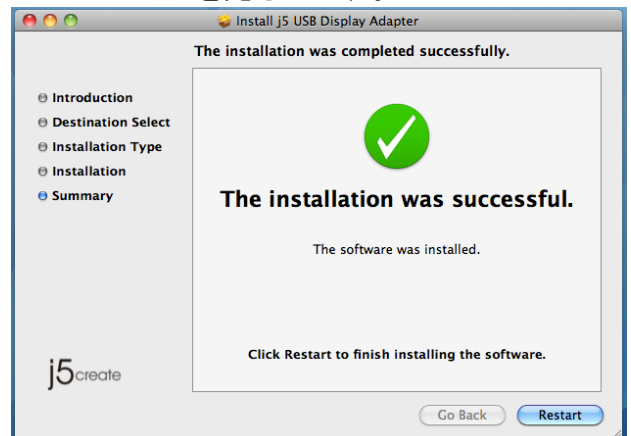 Install j5 USB Display Adapter
The installation was completed successfully.
Introduction
Destination Select
Installation Type
Installation
Summary
The installation was successful.
The software was installed.
Click Restart to finish installing the software.
j5create
Go Back
Restart